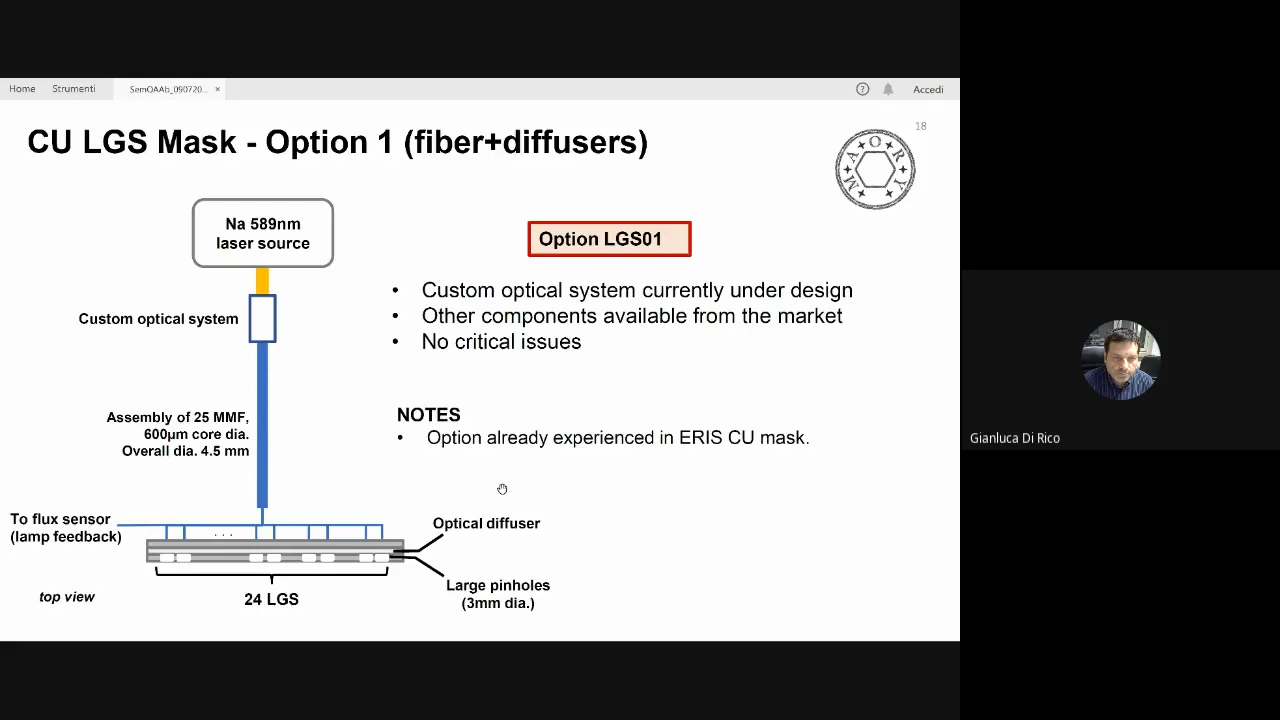 Home Strumenti SemOAAb_090720... × ? Accedi
18
CU LGS Mask - Option 1 (fiber+diffusers)
MAORY
Na 589nm
laser source
Option LGS01
Custom optical system
• Custom optical system currently under design
• Other components available from the market
• No critical issues
Assembly of 25 MMF,
600µm core dia.
Overall dia. 4.5 mm
NOTES
• Option already experienced in ERIS CU mask.
To flux sensor
(lamp feedback)
. . .
Optical diffuser
Large pinholes
(3mm dia.)
24 LGS
top view
Gianluca Di Rico